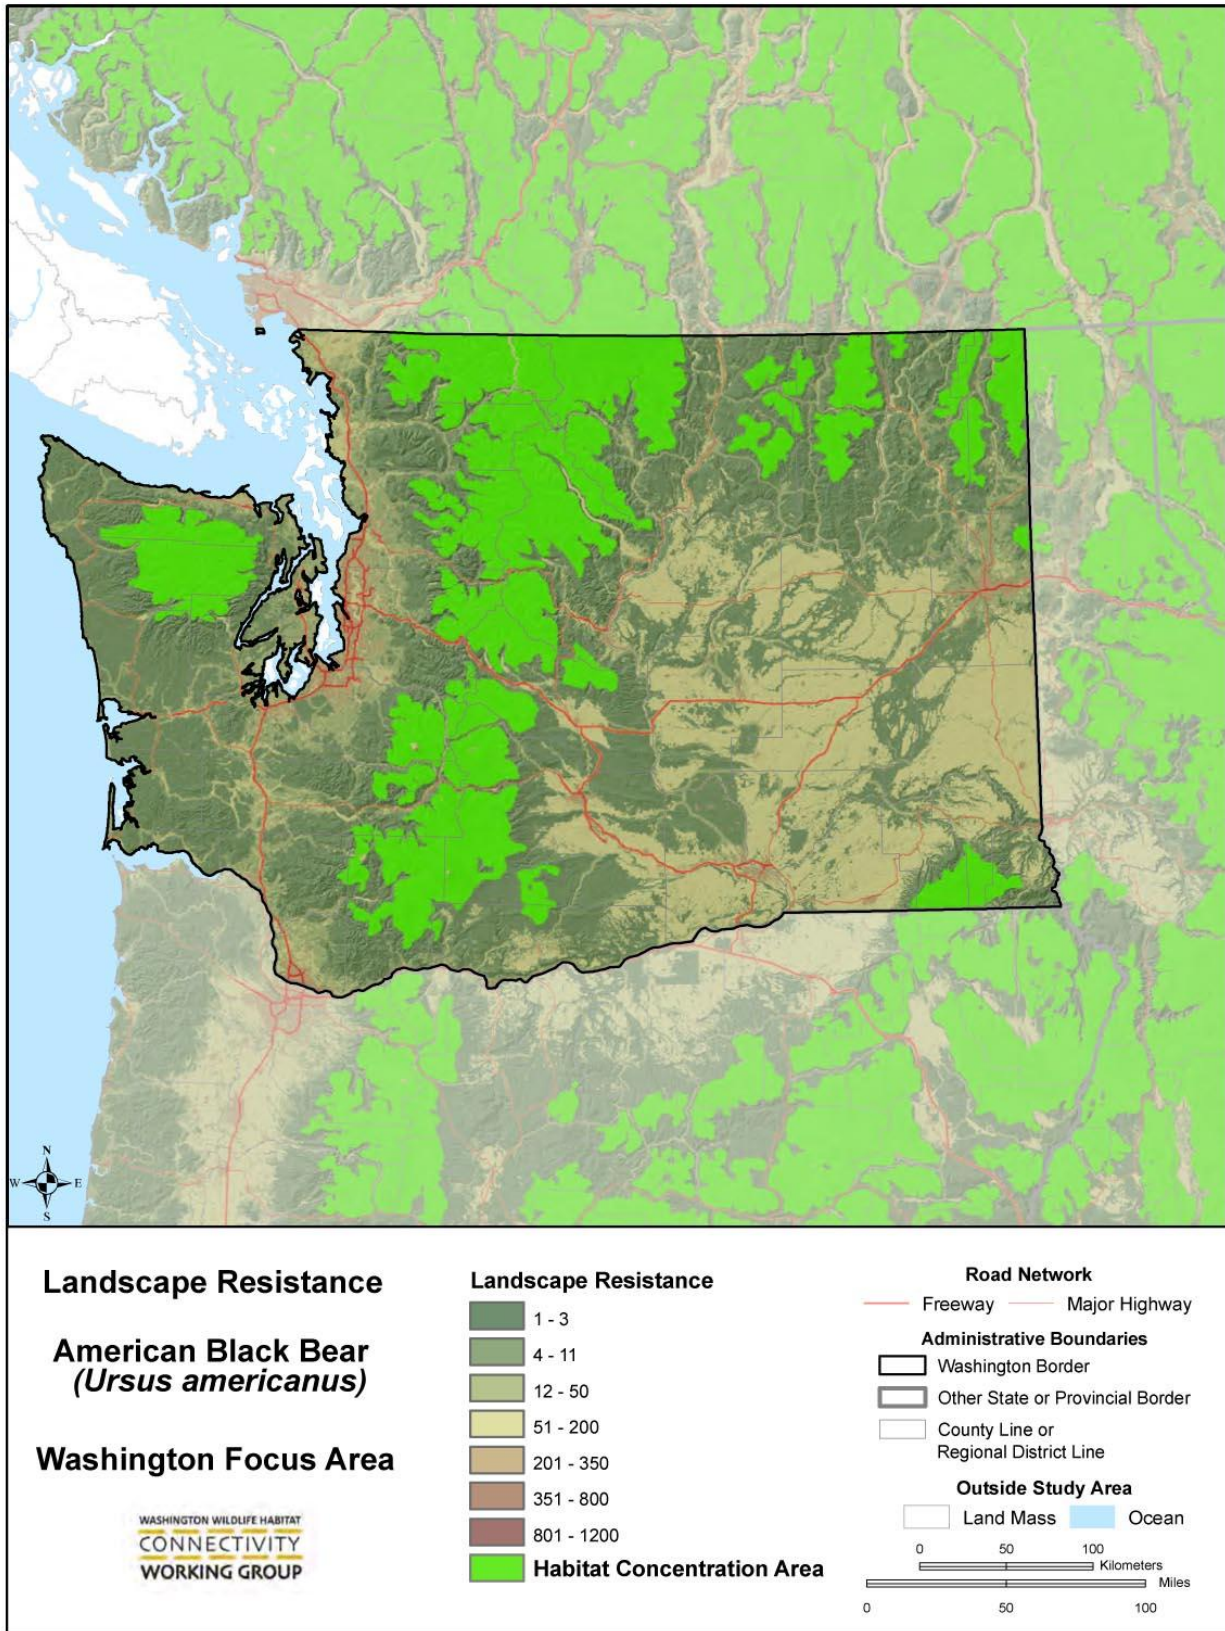 N
W E
S
Landscape Resistance
American Black Bear
(Ursus americanus)
Washington Focus Area
WASHINGTON WILDLIFE HABITAT
CONNECTIVITY
WORKING GROUP
Landscape Resistance
1 - 3
4 - 11
12 - 50
51 - 200
201 - 350
351 - 800
801 - 1200
Habitat Concentration Area
Road Network
Freeway Major Highway
Administrative Boundaries
Washington Border
Other State or Provincial Border
County Line or
Regional District Line
Outside Study Area
Land Mass Ocean
0 50 100
Kilometers
Miles
0 50 100